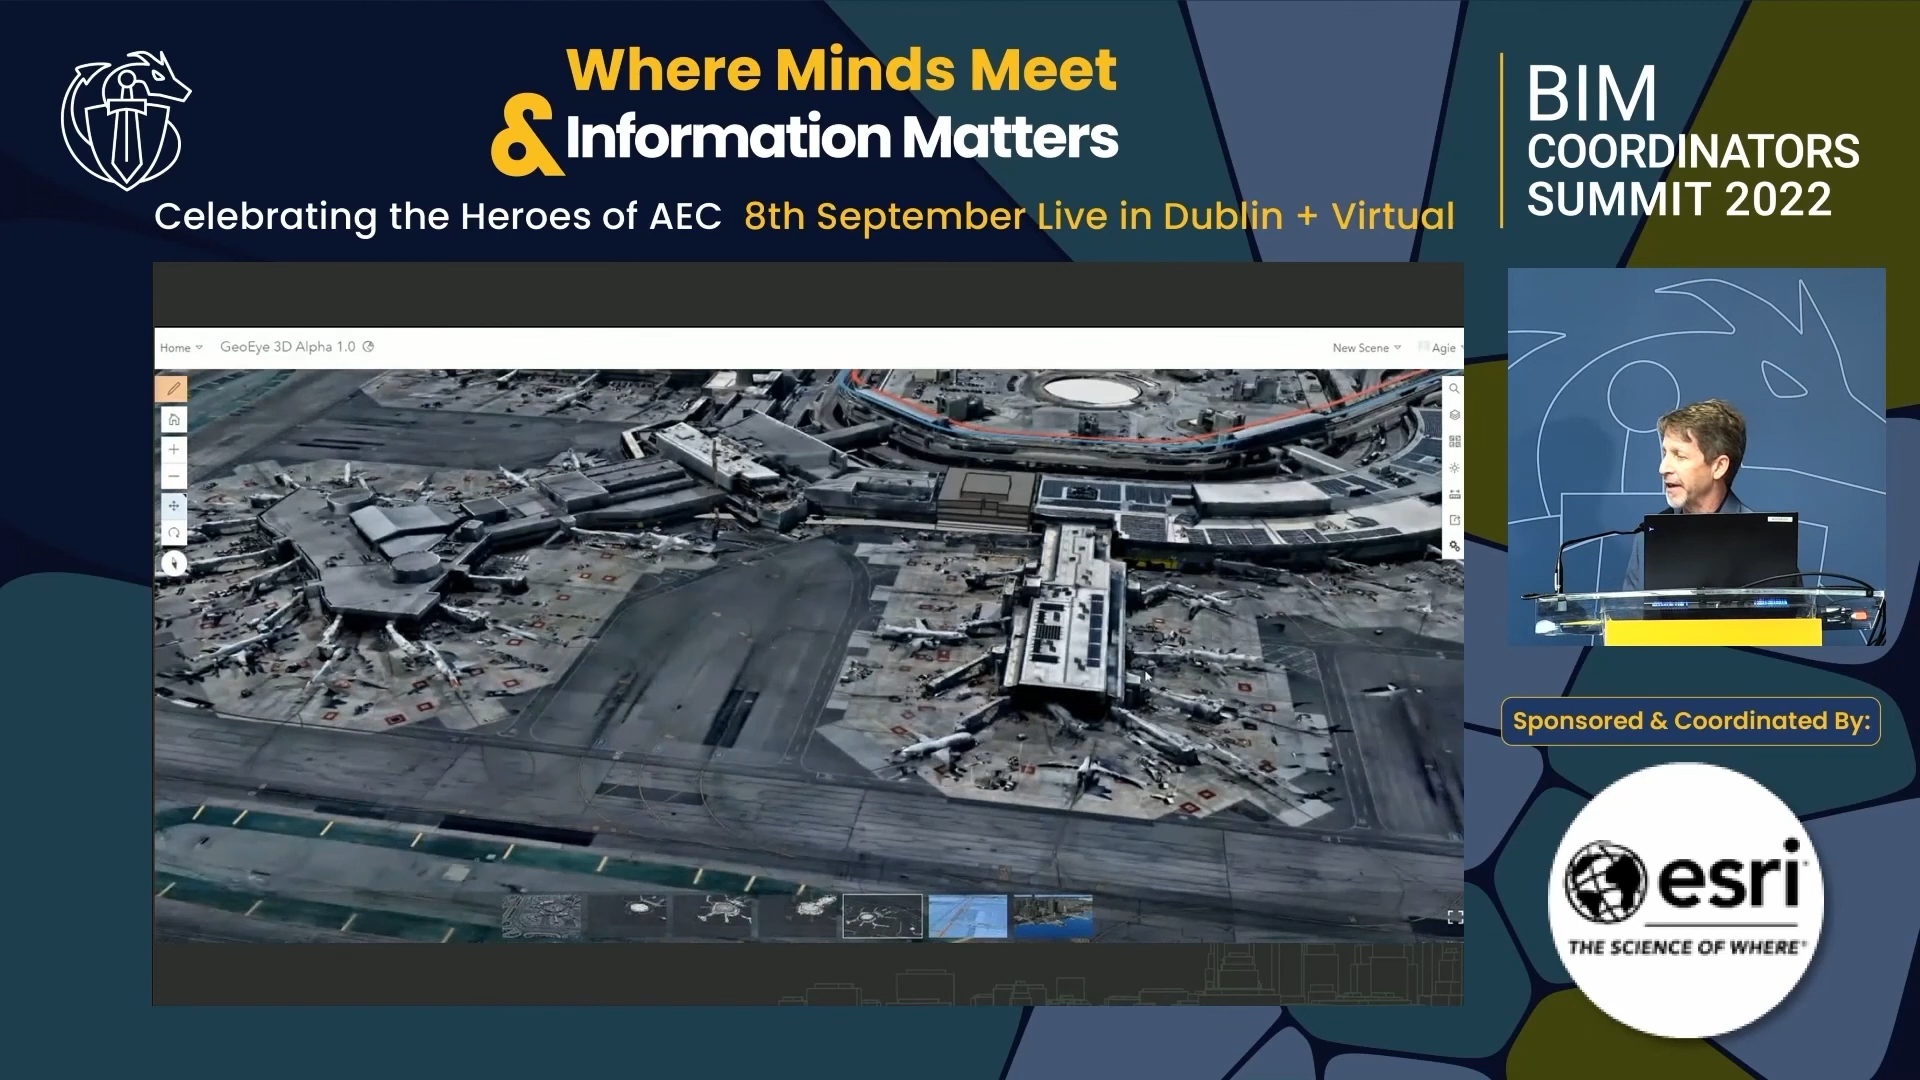 Where Minds Meet
& Information Matters
Celebrating the Heroes of AEC 8th September Live in Dublin + Virtual
BIM
COORDINATORS
SUMMIT 2022
Home GeoEye 3D Alpha 1.0
New Scene Agie
Sponsored & Coordinated By:
esri
THE SCIENCE OF WHERE®